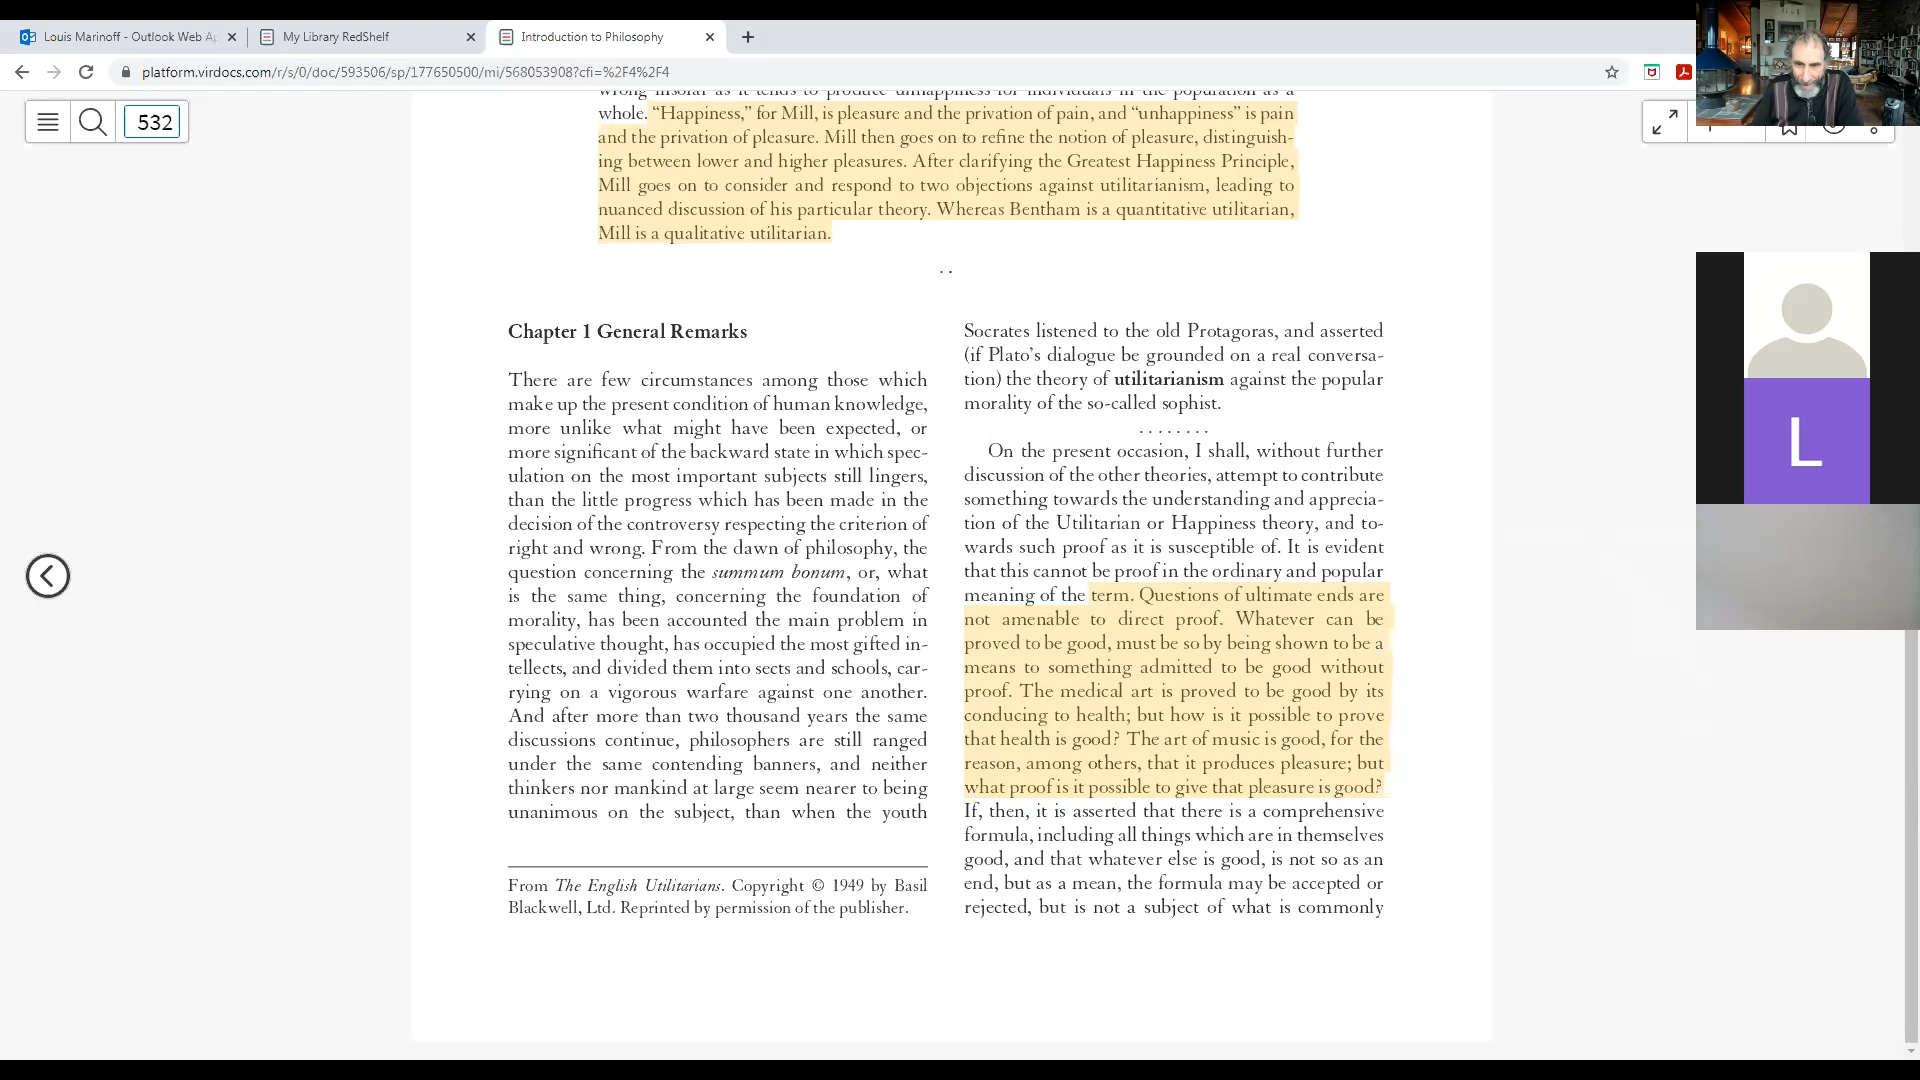 Louis Marinoff - Outlook Web Ap
My Library RedShelf
Introduction to Philosophy
platform.virdocs.com/r/s/0/doc/593506/sp/177650500/mi/568053908?cfi=%2F4%2F4
532
wrong insofar as it tends to produce unhappiness for individuals in the population as a
whole. “Happiness,” for Mill, is pleasure and the privation of pain, and “unhappiness” is pain
and the privation of pleasure. Mill then goes on to refine the notion of pleasure, distinguish-
ing between lower and higher pleasures. After clarifying the Greatest Happiness Principle,
Mill goes on to consider and respond to two objections against utilitarianism, leading to
nuanced discussion of his particular theory. Whereas Bentham is a quantitative utilitarian,
Mill is a qualitative utilitarian.
. .
Chapter 1 General Remarks
There are few circumstances among those which
make up the present condition of human knowledge,
more unlike what might have been expected, or
more significant of the backward state in which spec-
ulation on the most important subjects still lingers,
than the little progress which has been made in the
decision of the controversy respecting the criterion of
right and wrong. From the dawn of philosophy, the
question concerning the summum bonum, or, what
is the same thing, concerning the foundation of
morality, has been accounted the main problem in
speculative thought, has occupied the most gifted in-
tellects, and divided them into sects and schools, car-
rying on a vigorous warfare against one another.
And after more than two thousand years the same
discussions continue, philosophers are still ranged
under the same contending banners, and neither
thinkers nor mankind at large seem nearer to being
unanimous on the subject, than when the youth
From The English Utilitarians. Copyright © 1949 by Basil
Blackwell, Ltd. Reprinted by permission of the publisher.
Socrates listened to the old Protagoras, and asserted
(if Plato’s dialogue be grounded on a real conversa-
tion) the theory of utilitarianism against the popular
morality of the so-called sophist.
. . . . . . . .
On the present occasion, I shall, without further
discussion of the other theories, attempt to contribute
something towards the understanding and apprecia-
tion of the Utilitarian or Happiness theory, and to-
wards such proof as it is susceptible of. It is evident
that this cannot be proof in the ordinary and popular
meaning of the term. Questions of ultimate ends are
not amenable to direct proof. Whatever can be
proved to be good, must be so by being shown to be a
means to something admitted to be good without
proof. The medical art is proved to be good by its
conducing to health; but how is it possible to prove
that health is good? The art of music is good, for the
reason, among others, that it produces pleasure; but
what proof is it possible to give that pleasure is good?
If, then, it is asserted that there is a comprehensive
formula, including all things which are in themselves
good, and that whatever else is good, is not so as an
end, but as a mean, the formula may be accepted or
rejected, but is not a subject of what is commonly
L